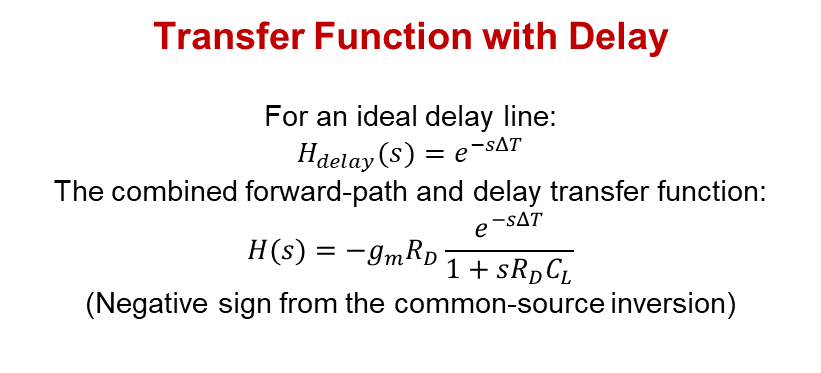 Transfer Function with Delay
For an ideal delay line:
H_{delay}(s) = e^{−sΔT}
The combined forward-path and delay transfer function:
H(s) = −g_m R_D \frac{e^{−sΔT}}{1 + sR_D C_L}
(Negative sign from the common-source inversion)